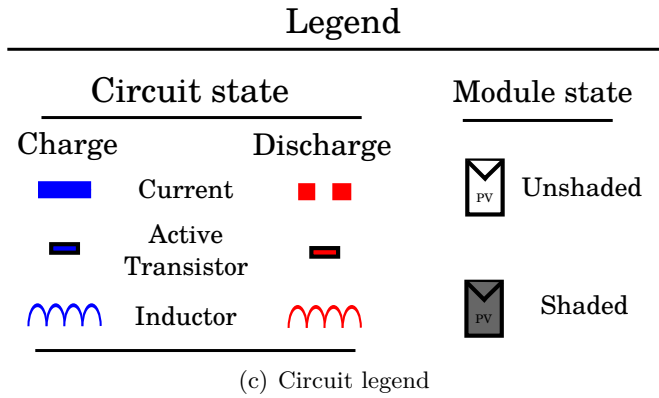 Legend
Circuit state
Module state
Charge
Discharge
Current
PV
Unshaded
Active
Transistor
PV
Shaded
Inductor
(c) Circuit legend